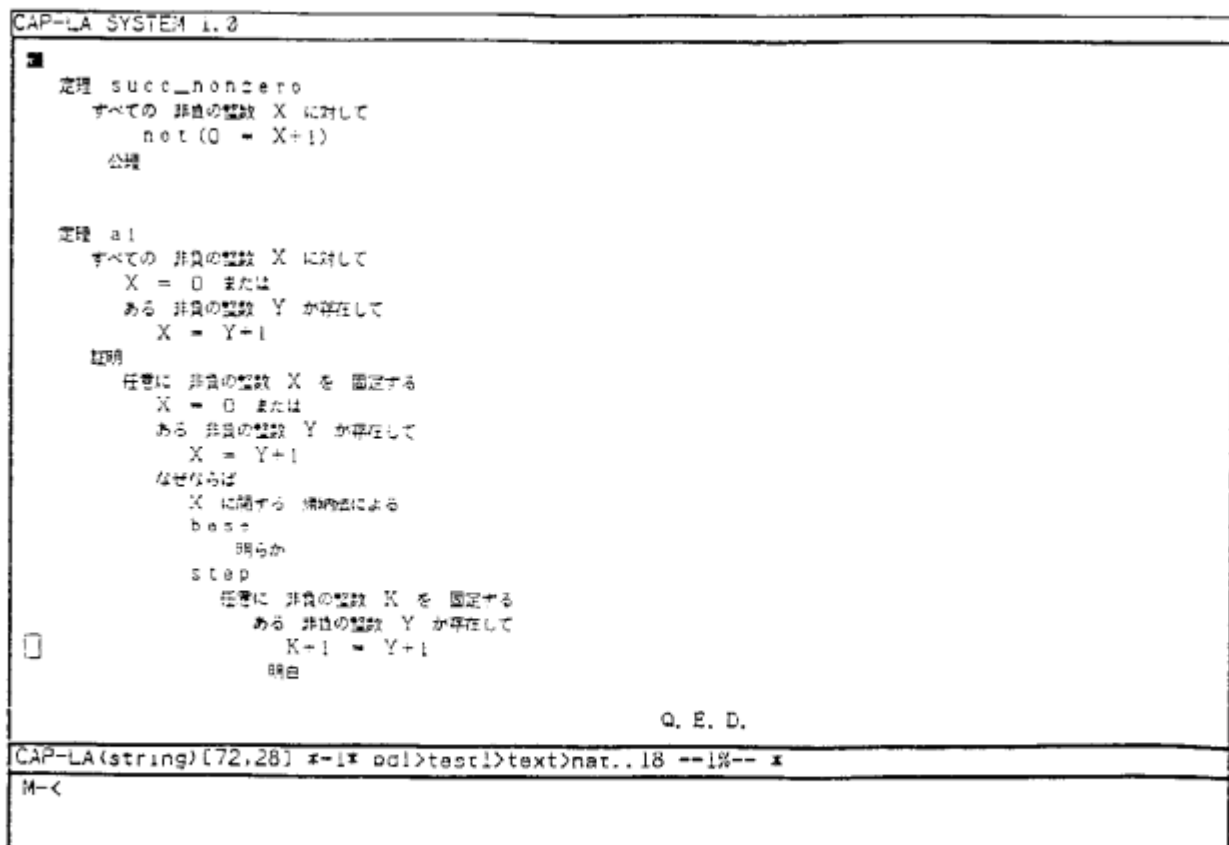 CAP-LA SYSTEM 1.0
定理 succ_nonzero
すべての 非負の整数 X に対して
not(0 = X+1)
公理
定理 a1
すべての 非負の整数 X に対して
X = 0 または
ある 非負の整数 Y が存在して
X = Y+1
証明
任意に 非負の整数 X を 固定する
X = 0 または
ある 非負の整数 Y が存在して
X = Y+1
なぜならば
X に関する 帰納法による
base
明らか
step
任意に 非負の整数 K を 固定する
ある 非負の整数 Y が存在して
K+1 = Y+1
明白
Q. E. D.
CAP-LA(string)[72,28] *-1* pdl>test1>text>nat..18 --1%-- *
M-<